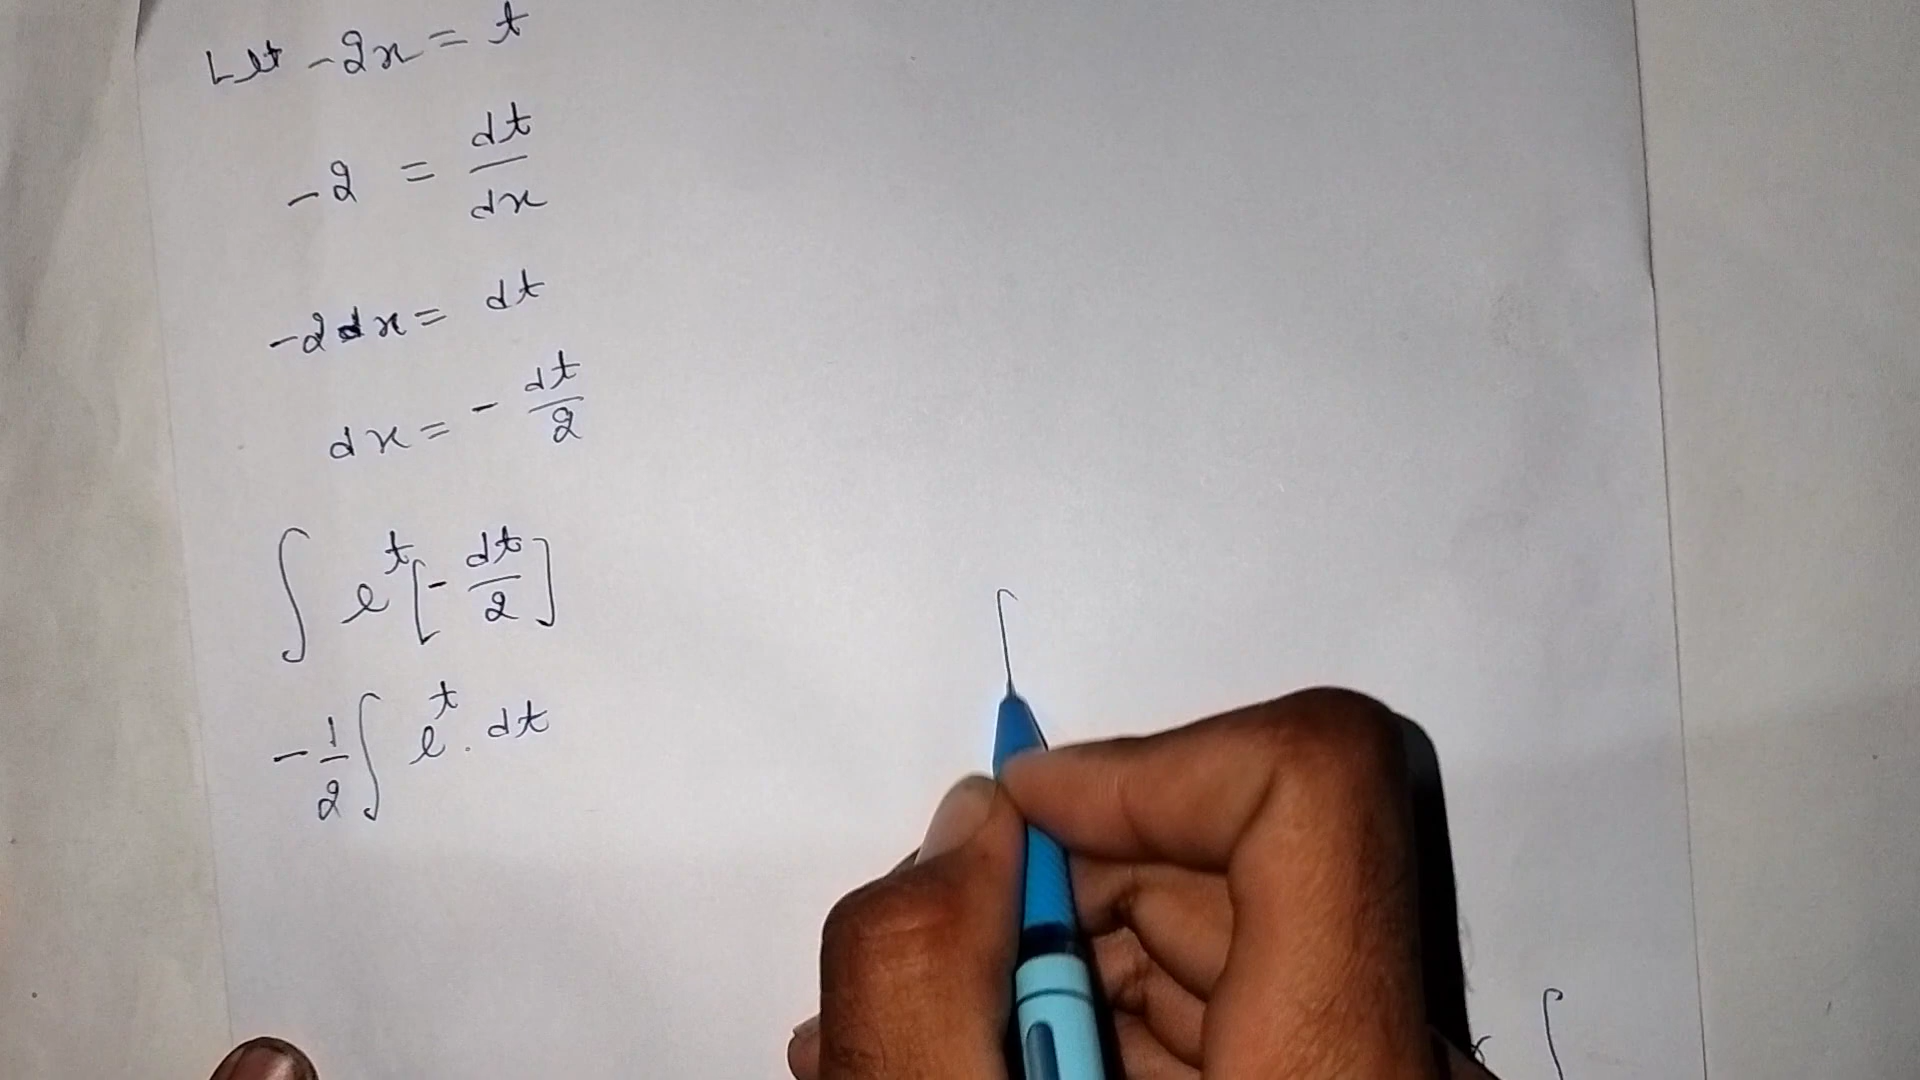 Let -2x = t
-2 = dt/dx
-2dx = dt
dx = - dt/2
∫ e^t [- dt/2]
-1/2 ∫ e^t . dt
∫
∫